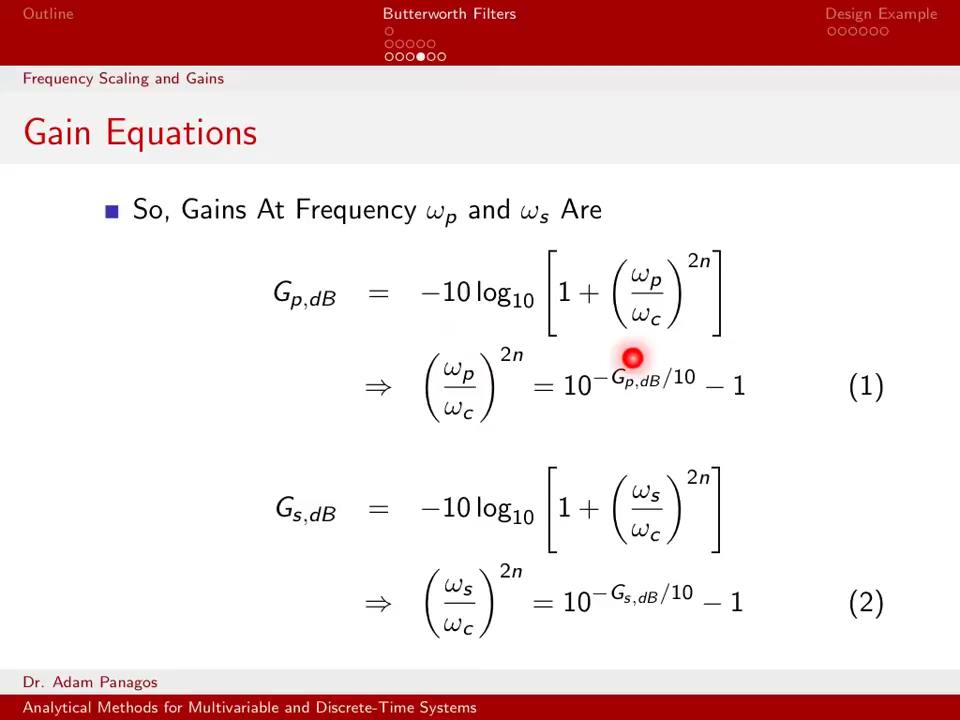 Outline Butterworth Filters Design Example
Frequency Scaling and Gains
Gain Equations
So, Gains At Frequency ωp and ωs Are
Gp,dB = −10 log10 [1 + (ωp/ωc)^2n]
⇒ (ωp/ωc)^2n = 10^−Gp,dB/10 − 1 (1)
Gs,dB = −10 log10 [1 + (ωs/ωc)^2n]
⇒ (ωs/ωc)^2n = 10^−Gs,dB/10 − 1 (2)
Dr. Adam Panagos
Analytical Methods for Multivariable and Discrete-Time Systems